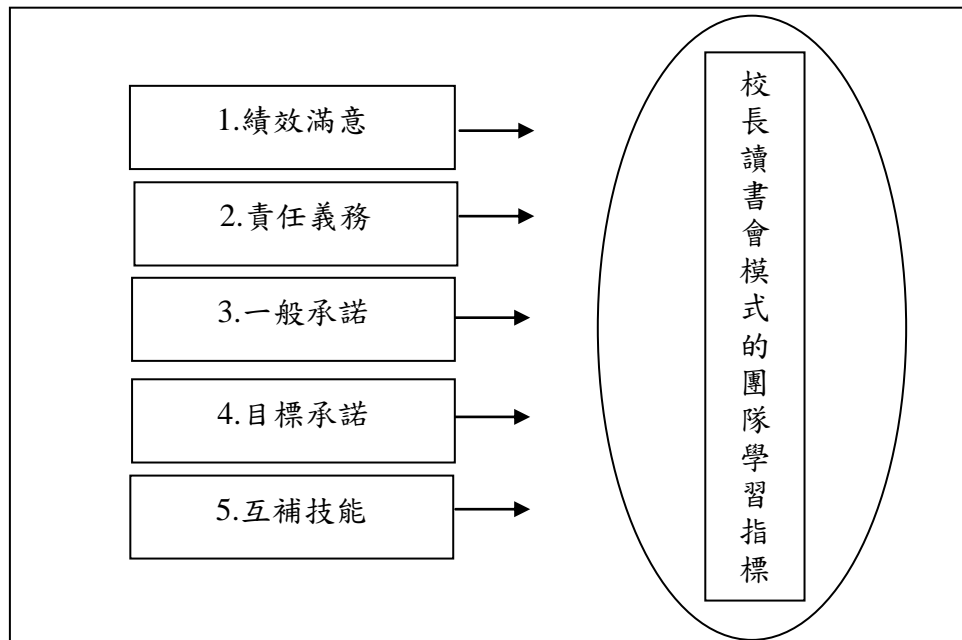 1.績效滿意
2.責任義務
3.一般承諾
4.目標承諾
5.互補技能
校長讀書會模式的團隊學習指標